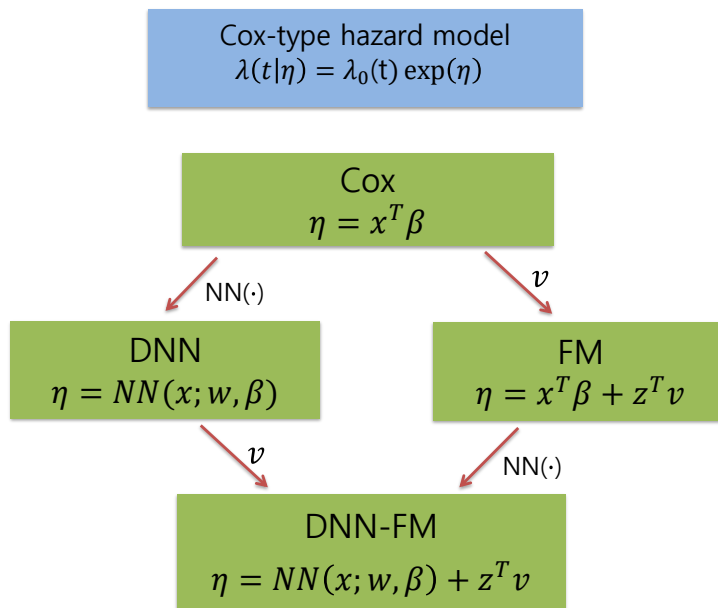 Cox-type hazard model
λ(t|η) = λ₀(t) exp(η)
Cox
η = xᵀβ
NN(·)
v
DNN
η = NN(x; w, β)
FM
η = xᵀβ + zᵀv
v
NN(·)
DNN-FM
η = NN(x; w, β) + zᵀv